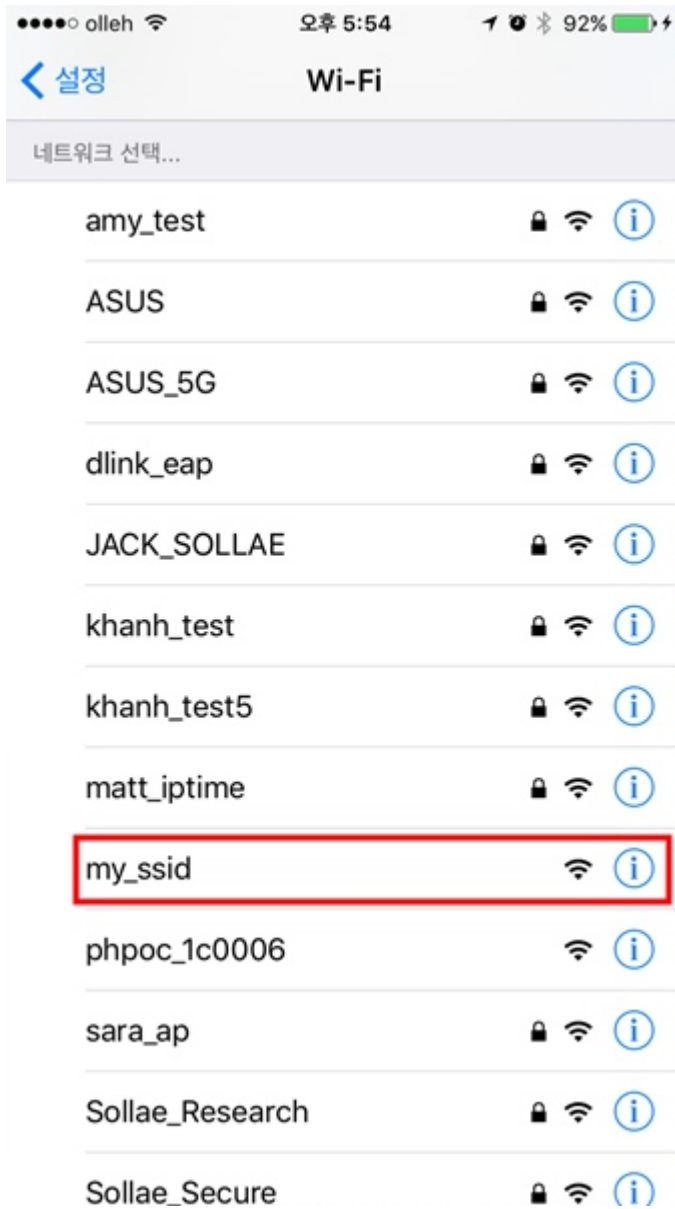 olleh 오후 5:54 92%
설정 Wi-Fi
네트워크 선택...
amy_test
ASUS
ASUS_5G
dlink_eap
JACK_SOLLAE
khanh_test
khanh_test5
matt_iptime
my_ssid
phpoc_1c0006
sara_ap
Sollae_Research
Sollae_Secure